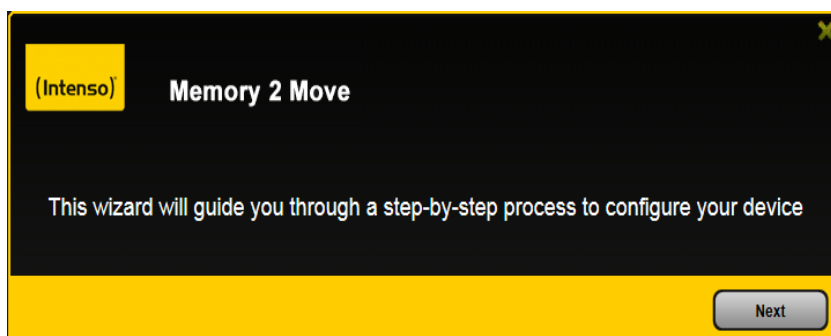 (Intenso)®
Memory 2 Move
This wizard will guide you through a step-by-step process to configure your device
Next